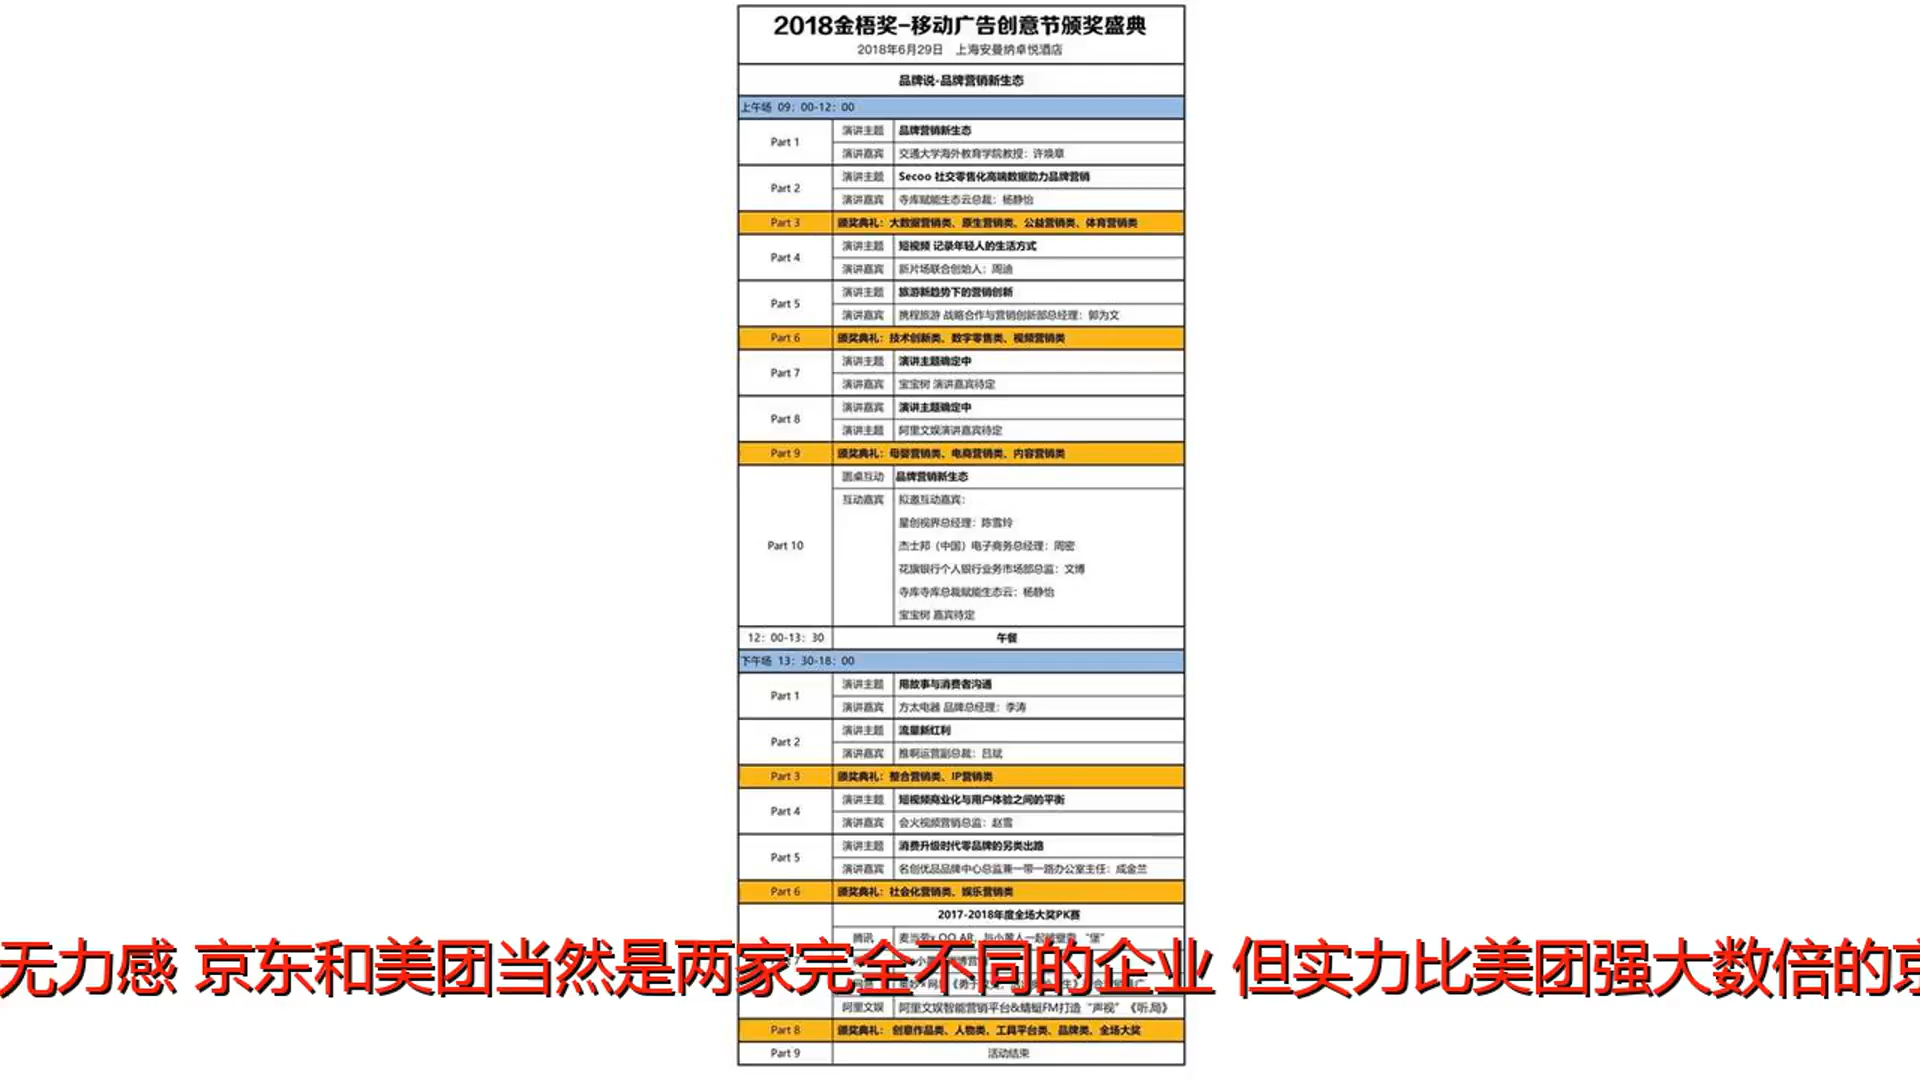 2018金梧奖-移动广告创意节颁奖盛典
2018年6月29日 上海安曼纳卓悦酒店
品牌说-品牌营销新生态
上午场 09：00-12：00
Part 1
演讲主题 品牌营销新生态
演讲嘉宾 交通大学海外教育学院教授：许焕章
Part 2
演讲主题 Secoo 社交零售化高端数据助力品牌营销
演讲嘉宾 寺库赋能生态云总裁：杨静怡
Part 3 颁奖典礼：大数据营销类、原生营销类、公益营销类、体育营销类
Part 4
演讲主题 短视频 记录年轻人的生活方式
演讲嘉宾 新片场联合创始人：周迪
Part 5
演讲主题 旅游新趋势下的营销创新
演讲嘉宾 携程旅游 战略合作与营销创新部总经理：郭为文
Part 6 颁奖典礼：技术创新类、数字零售类、视频营销类
Part 7
演讲主题 演讲主题确定中
演讲嘉宾 宝宝树 演讲嘉宾待定
Part 8
演讲嘉宾 演讲主题确定中
演讲主题 阿里文娱演讲嘉宾待定
Part 9 颁奖典礼：母婴营销类、电商营销类、内容营销类
Part 10
圆桌互动 品牌营销新生态
互动嘉宾 拟邀互动嘉宾：
星创视界总经理：陈雪玲
杰士邦（中国）电子商务总经理：周密
花旗银行个人银行业务市场部总监：文博
寺库寺库总裁赋能生态云：杨静怡
宝宝树 嘉宾待定
12：00-13：30 午餐
下午场 13：30-18：00
Part 1
演讲主题 用故事与消费者沟通
演讲嘉宾 方太电器 品牌总经理：李涛
Part 2
演讲主题 流量新红利
演讲嘉宾 推啊运营副总裁：吕斌
Part 3 颁奖典礼：整合营销类、IP营销类
Part 4
演讲主题 短视频商业化与用户体验之间的平衡
演讲嘉宾 会火视频营销总监：赵雪
Part 5
演讲主题 消费升级时代零品牌的另类出路
演讲嘉宾 名创优品品牌中心总监兼一带一路办公室主任：成金兰
Part 6 颁奖典礼：社会化营销类、娱乐营销类
2017-2018年度全场大奖PK赛
腾讯 麦当劳x QQ AR
无力感 京东和美团当然是两家完全不同的企业 但实力比美团强大数倍的京
阿里文娱 阿里文娱智能营销平台&蜻蜓FM打造“声视”《听.局》
Part 8 颁奖典礼：创意作品类、人物类、工具平台类、品牌类、全场大奖
Part 9 活动结束